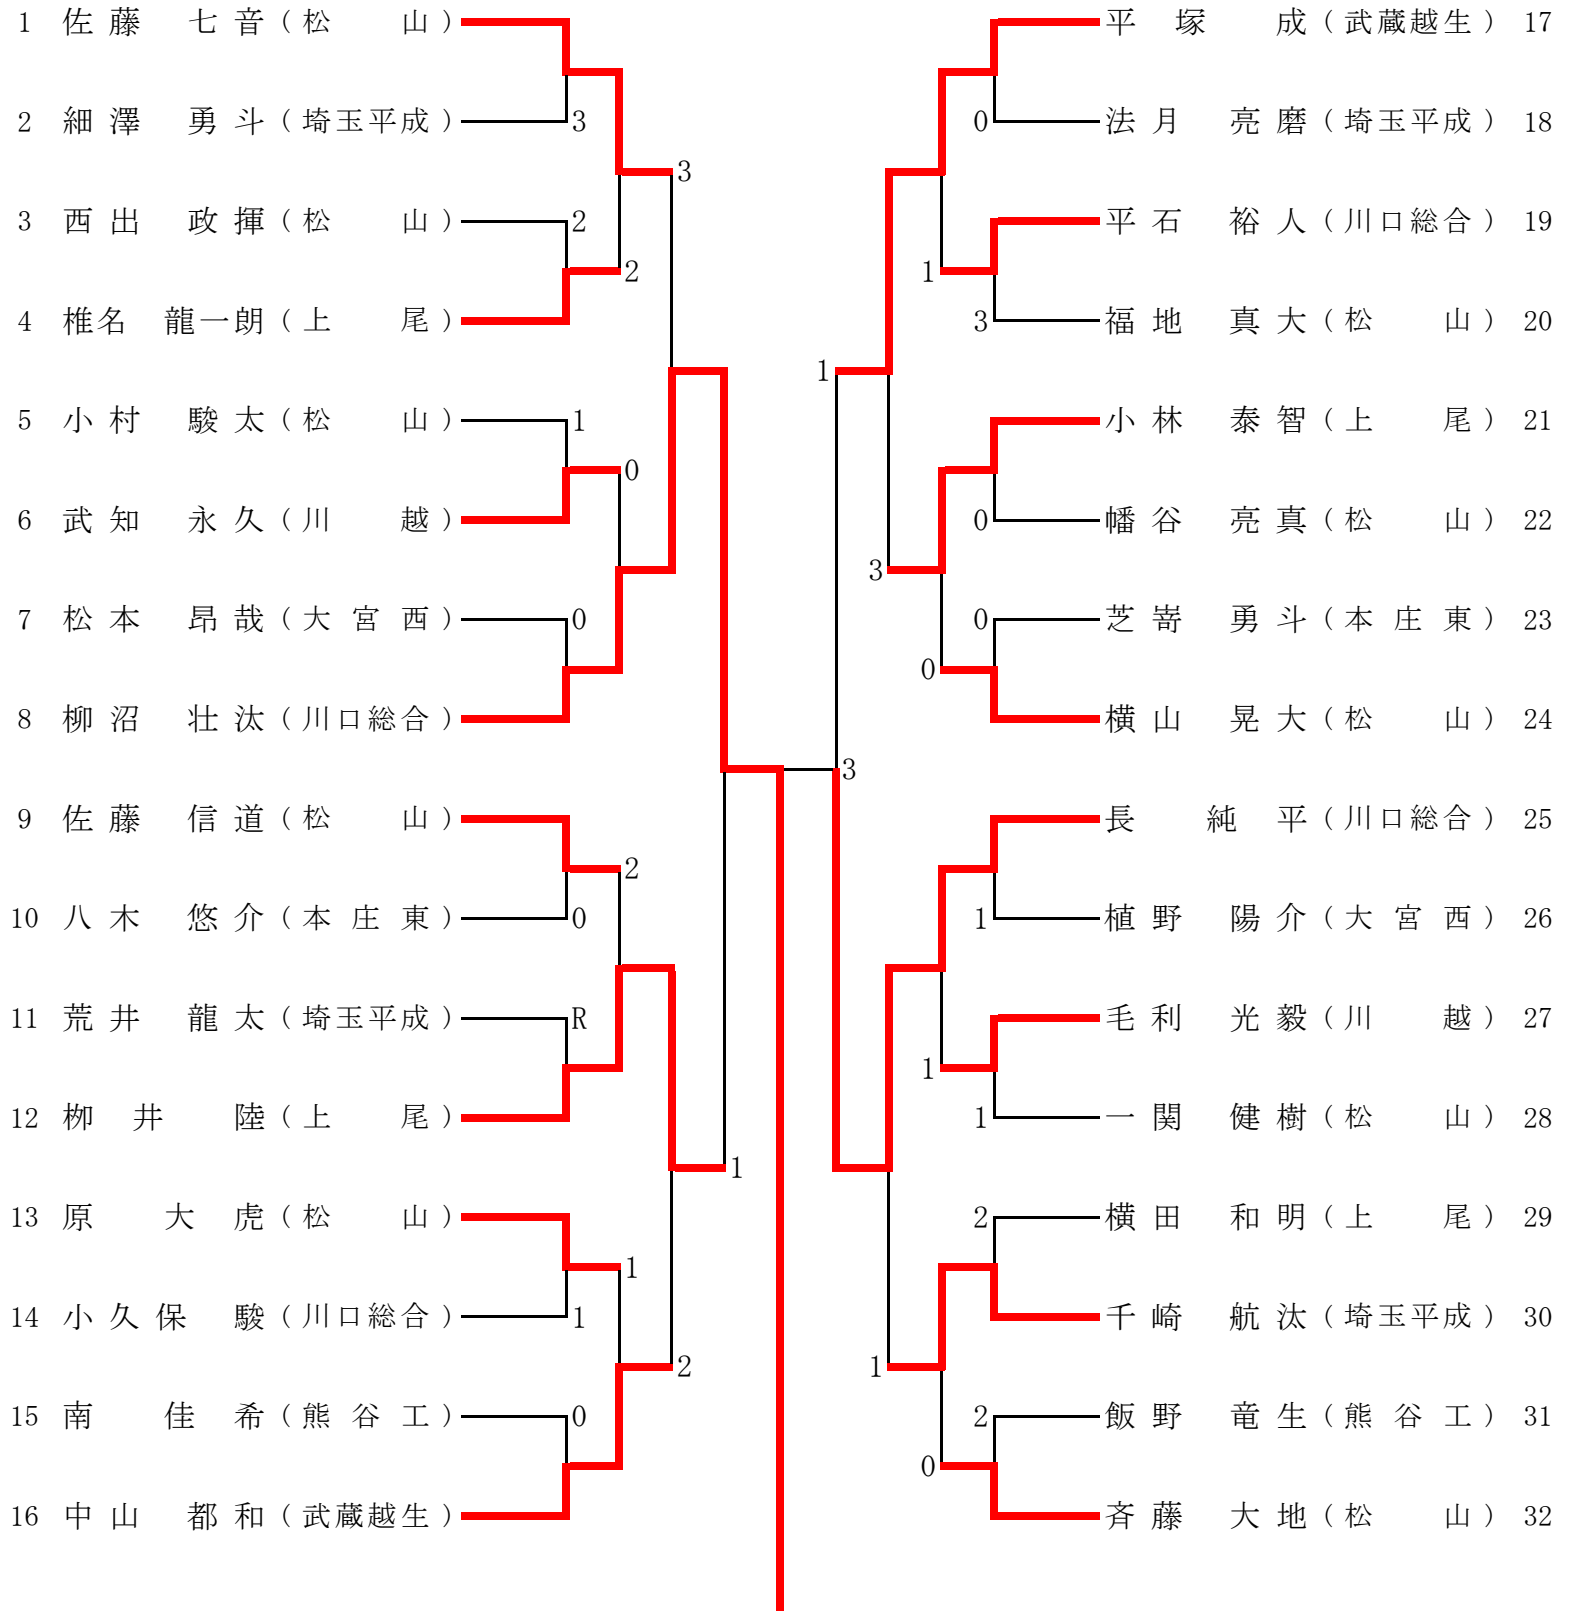 1 佐藤 七音(松 山)
2 細澤 勇斗(埼玉平成) 3
3
3 西出 政揮(松 山) 2
2
4 椎名 龍一朗(上 尾)
5 小村 駿太(松 山) 1
0
6 武知 永久(川 越)
7 松本 昂哉(大宮西) 0
8 柳沼 壮汰(川口総合)
9 佐藤 信道(松 山)
2
10 八木 悠介(本庄東) 0
11 荒井 龍太(埼玉平成) R
12 栁井 陸(上 尾)
1
13 原 大虎(松 山)
1
14 小久保 駿(川口総合) 1
2
15 南 佳希(熊谷工) 0
16 中山 都和(武蔵越生)
平塚 成(武蔵越生) 17
0 法月 亮磨(埼玉平成) 18
平石 裕人(川口総合) 19
1
3 福地 真大(松 山) 20
1
小林 泰智(上 尾) 21
0 幡谷 亮真(松 山) 22
3
0 芝嵜 勇斗(本庄東) 23
0
横山 晃大(松 山) 24
3
長 純平(川口総合) 25
1 植野 陽介(大宮西) 26
毛利 光毅(川 越) 27
1
1 一関 健樹(松 山) 28
2 横田 和明(上 尾) 29
千崎 航汰(埼玉平成) 30
1
2 飯野 竜生(熊谷工) 31
0
斉藤 大地(松 山) 32